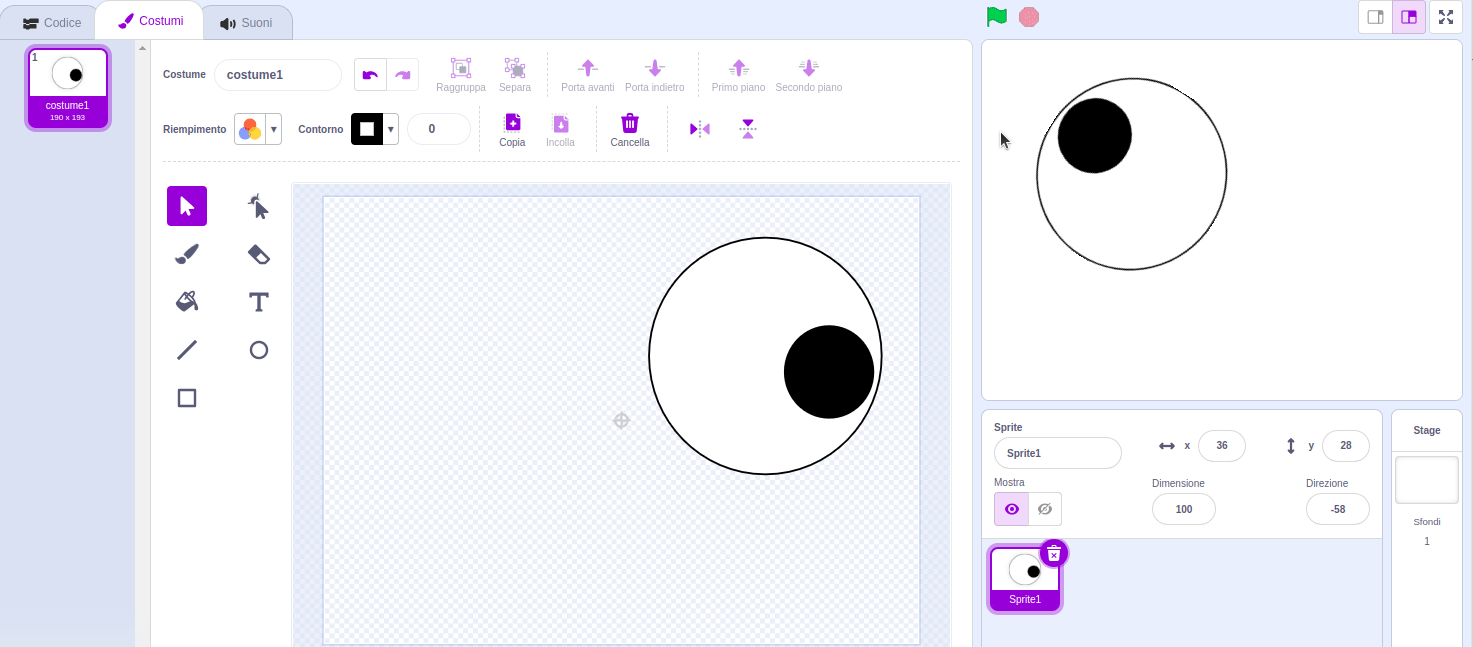 Codice
Costumi
Suoni
1
costume1
190 x 193
Costume
costume1
Raggruppa
Separa
Porta avanti
Porta indietro
Primo piano
Secondo piano
Riempimento
Contorno
0
Copia
Incolla
Cancella
T
Sprite
Sprite1
x
36
y
28
Mostra
Dimensione
100
Direzione
-58
Sprite1
Stage
Sfondi
1